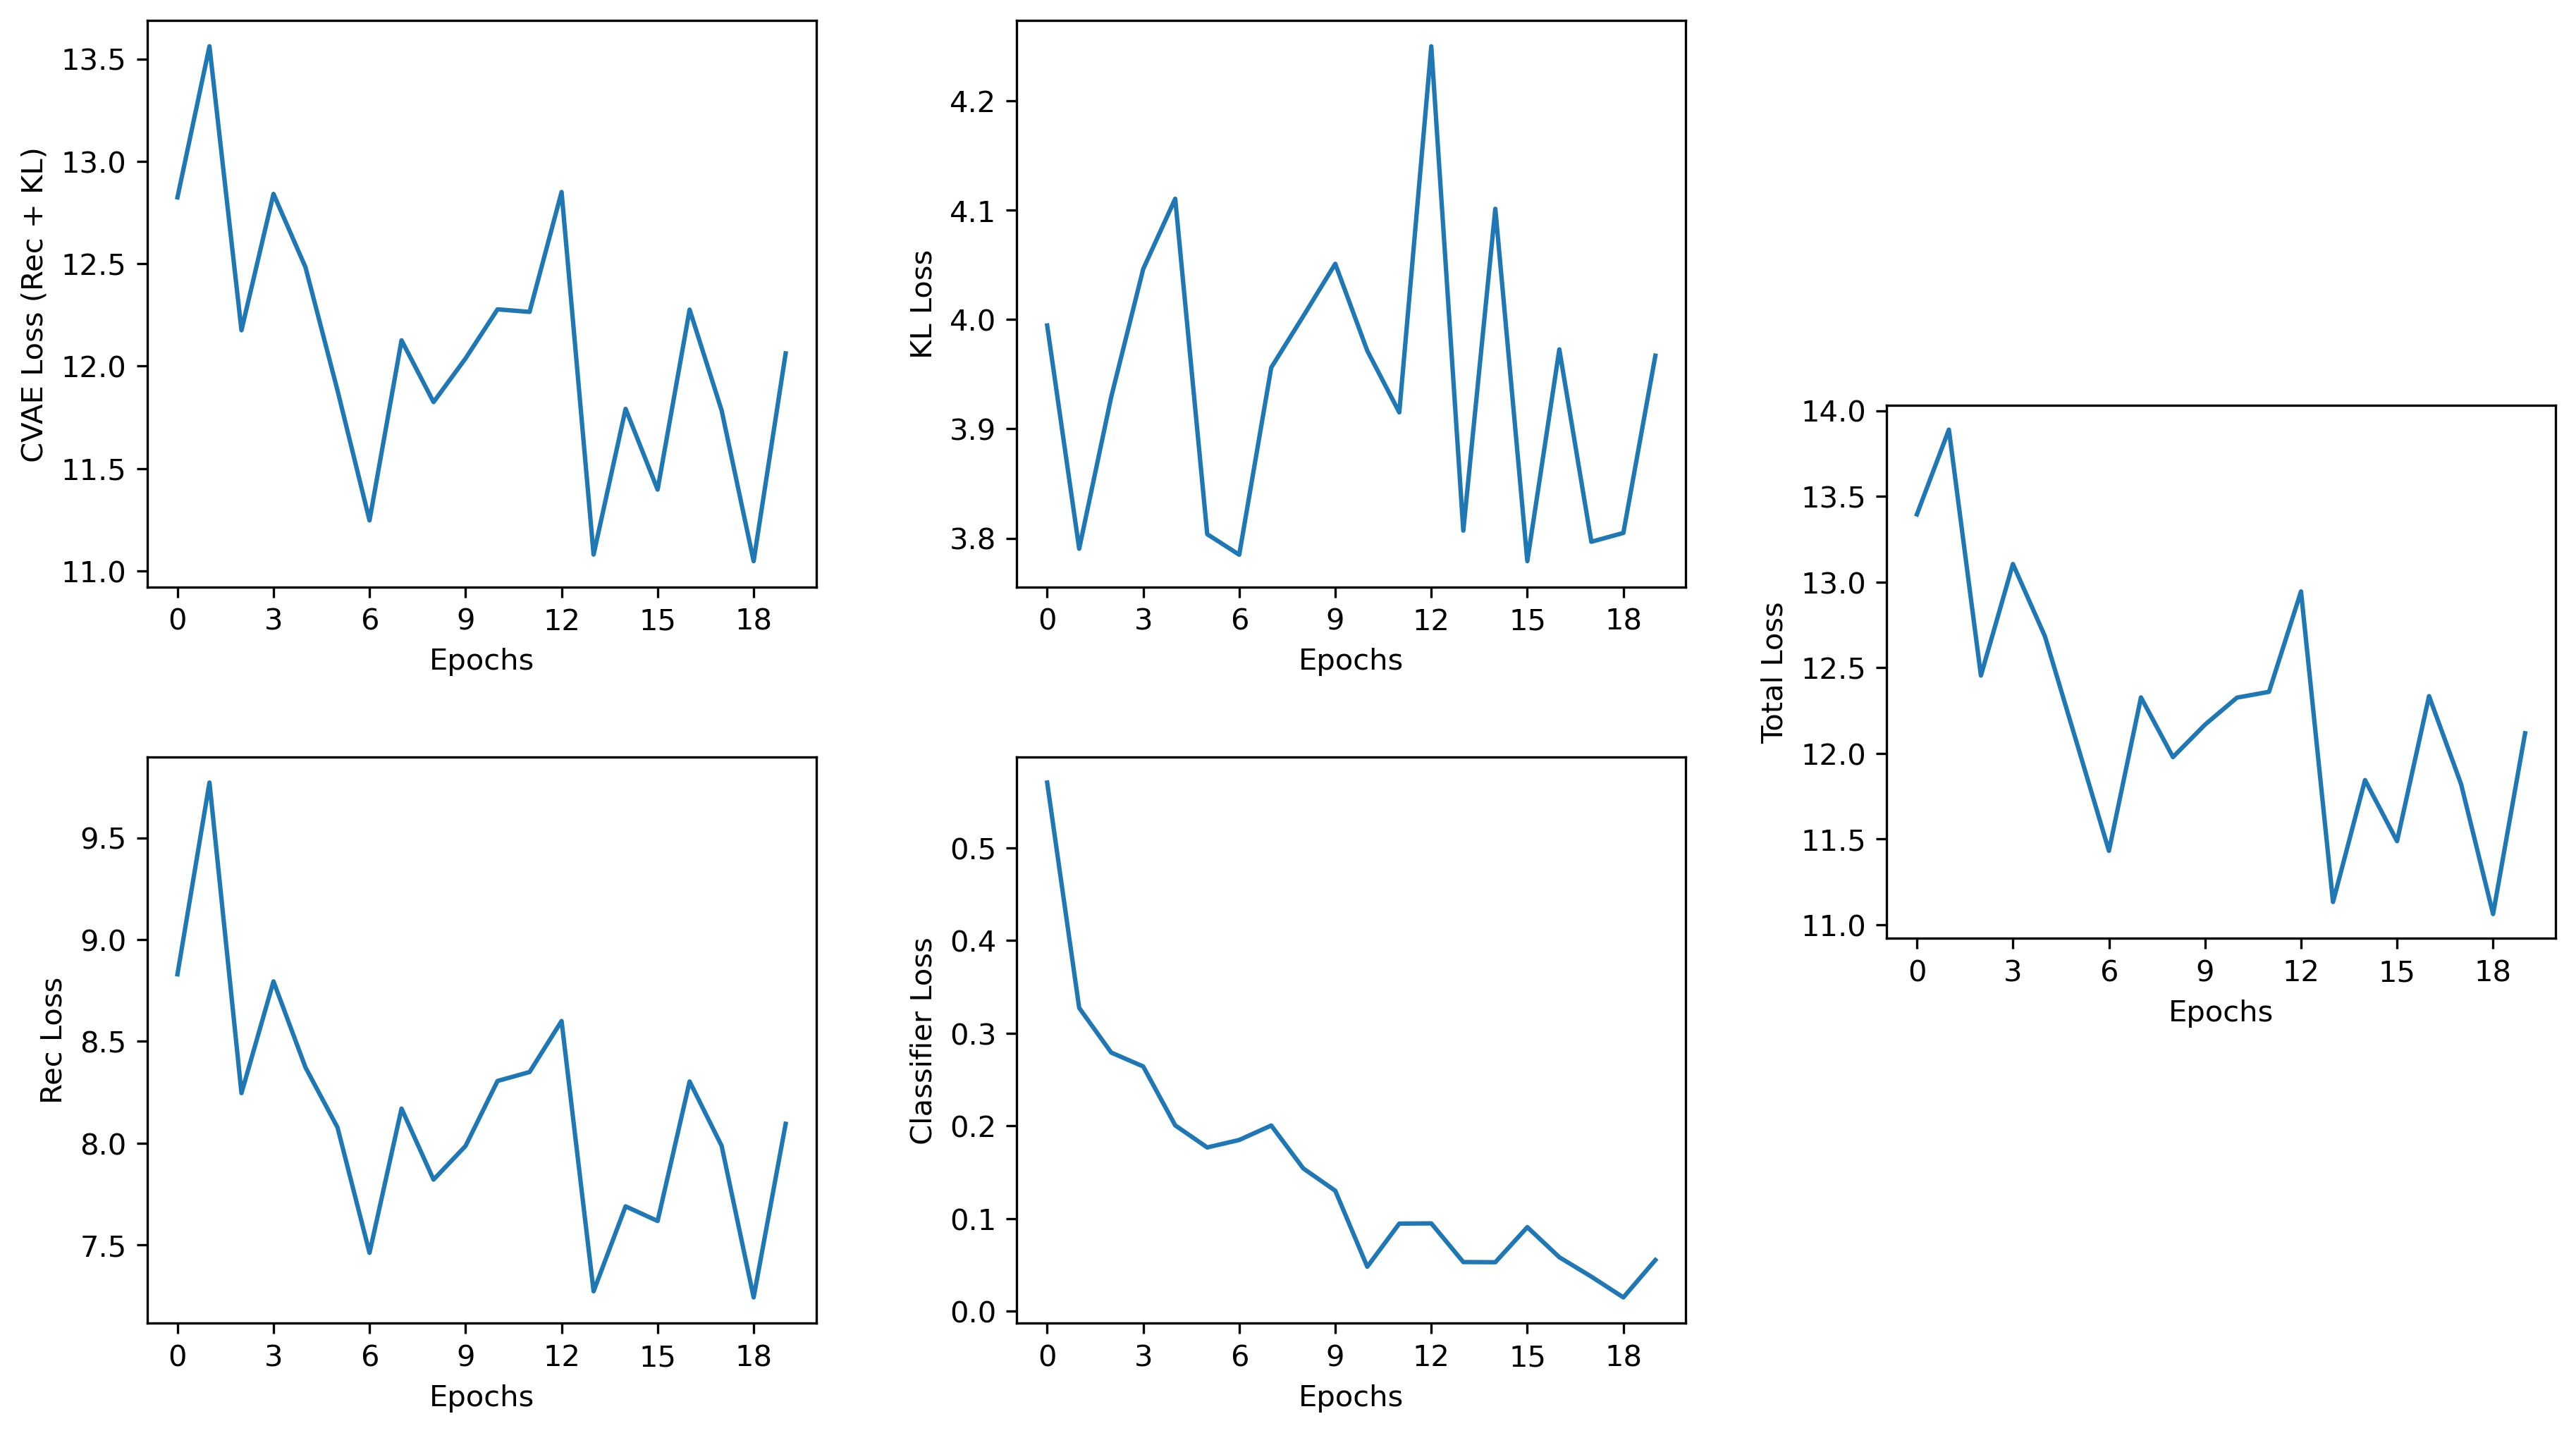 CVAE Loss (Rec + KL)
13.5
13.0
12.5
12.0
11.5
11.0
0 3 6 9 12 15 18
Epochs
KL Loss
4.2
4.1
4.0
3.9
3.8
0 3 6 9 12 15 18
Epochs
Rec Loss
9.5
9.0
8.5
8.0
7.5
0 3 6 9 12 15 18
Epochs
Classifier Loss
0.5
0.4
0.3
0.2
0.1
0.0
0 3 6 9 12 15 18
Epochs
Total Loss
14.0
13.5
13.0
12.5
12.0
11.5
11.0
0 3 6 9 12 15 18
Epochs